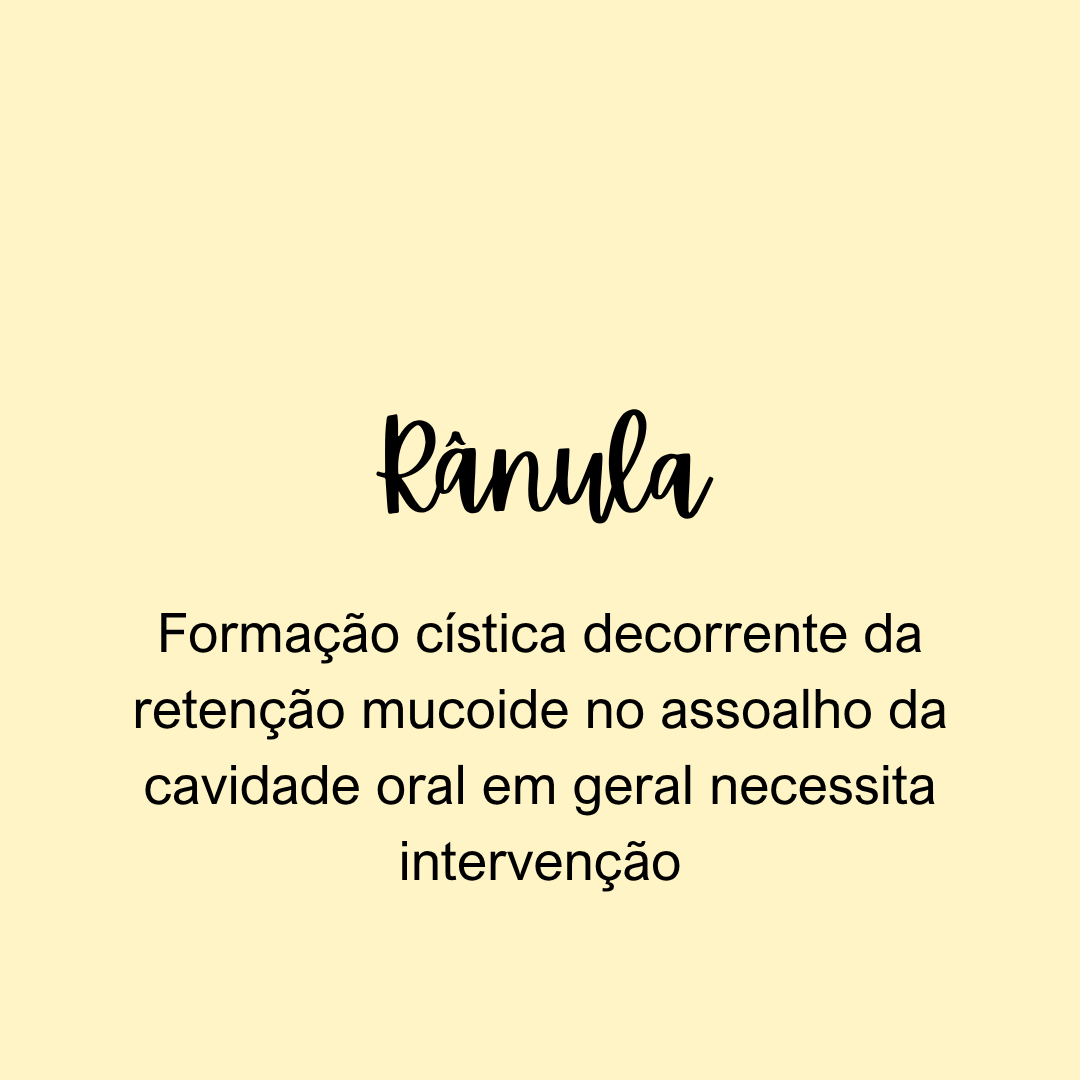 Rânula
Formação cística decorrente da
retenção mucoide no assoalho da
cavidade oral em geral necessita
intervenção